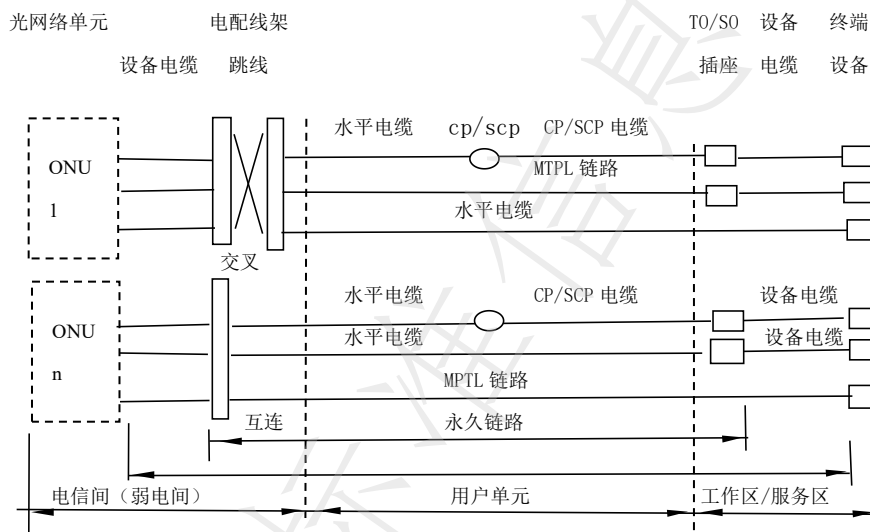 光网络单元 电配线架 TO/SO 设备 终端
设备电缆 跳线 插座 电缆 设备
水平电缆 cp/scp CP/SCP 电缆
ONU
1
MTPL 链路
水平电缆
交叉
水平电缆 CP/SCP 电缆 设备电缆
ONU
n
水平电缆 设备电缆
MPTL 链路
互连 永久链路
电信间（弱电间） 用户单元 工作区/服务区
标准信息